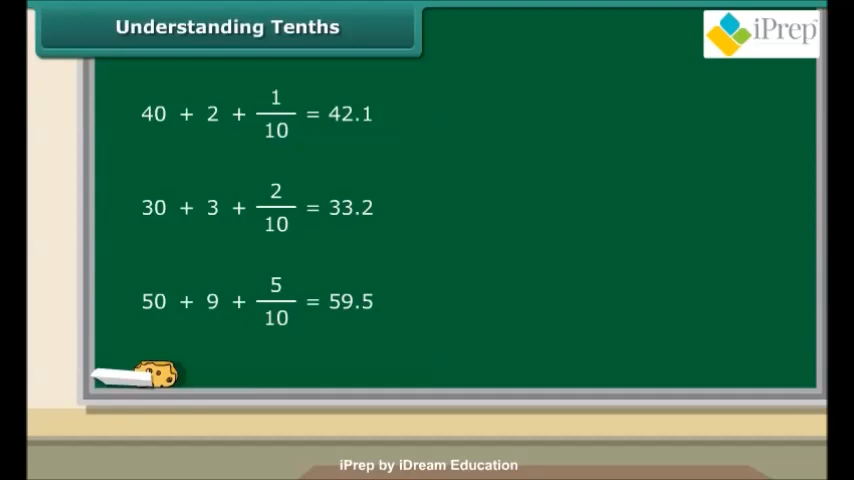 Understanding Tenths
iPrep
40 + 2 + 1/10 = 42.1
30 + 3 + 2/10 = 33.2
50 + 9 + 5/10 = 59.5
iPrep by iDream Education